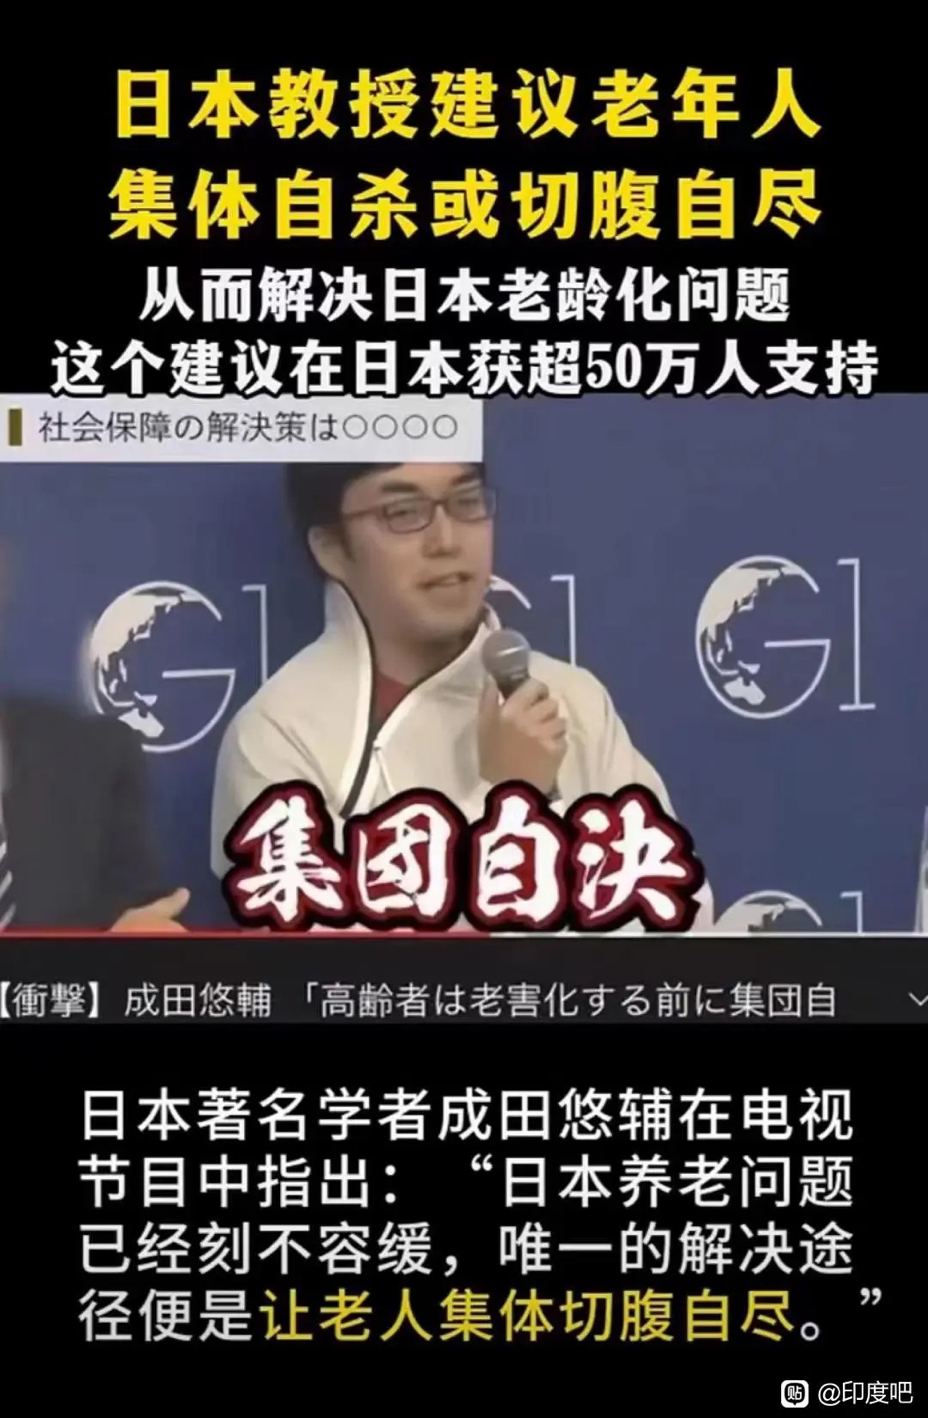 日本教授建议老年人
集体自杀或切腹自尽
从而解决日本老龄化问题
这个建议在日本获超50万人支持
社会保障の解決策は○○○○
G1
G1
G1
G1
集团自決
【衝撃】成田悠輔「高齢者は老害化する前に集団自
日本著名学者成田悠辅在电视
节目中指出：“日本养老问题
已经刻不容缓，唯一的解决途
径便是让老人集体切腹自尽。”
贴 @印度吧